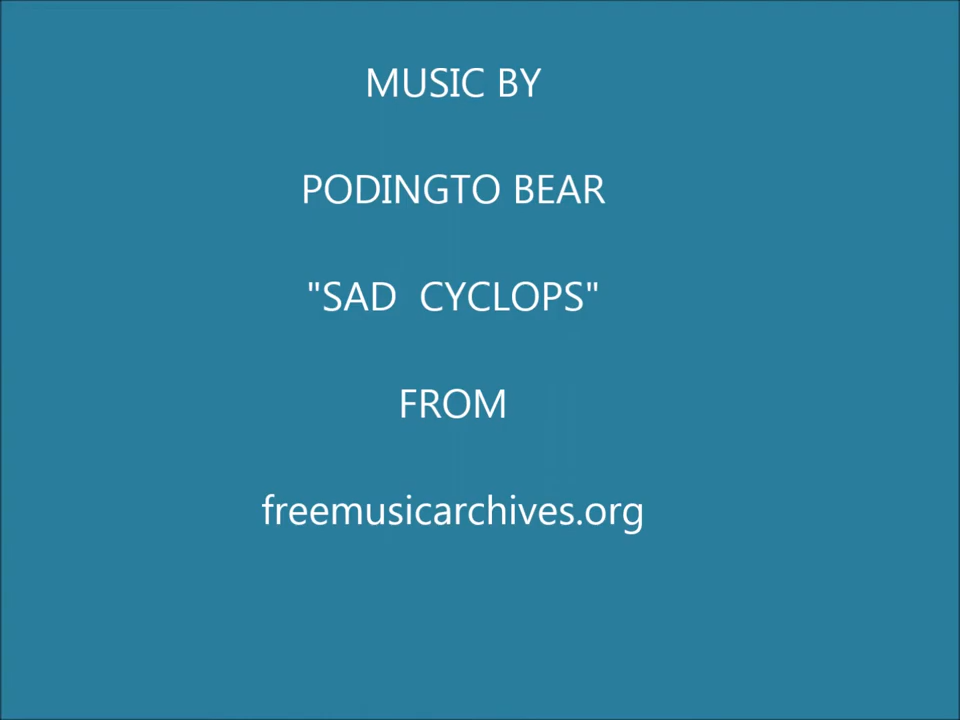 MUSIC BY
PODINGTO BEAR
"SAD  CYCLOPS"
FROM
freemusicarchives.org